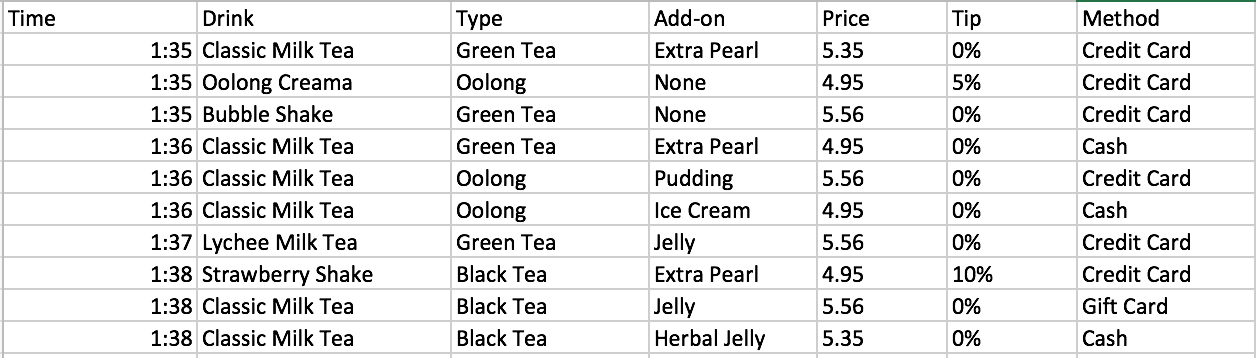 Time Drink Type Add-on Price Tip Method
1:35 Classic Milk Tea Green Tea Extra Pearl 5.35 0% Credit Card
1:35 Oolong Creama Oolong None 4.95 5% Credit Card
1:35 Bubble Shake Green Tea None 5.56 0% Credit Card
1:36 Classic Milk Tea Green Tea Extra Pearl 4.95 0% Cash
1:36 Classic Milk Tea Oolong Pudding 5.56 0% Credit Card
1:36 Classic Milk Tea Oolong Ice Cream 4.95 0% Cash
1:37 Lychee Milk Tea Green Tea Jelly 5.56 0% Credit Card
1:38 Strawberry Shake Black Tea Extra Pearl 4.95 10% Credit Card
1:38 Classic Milk Tea Black Tea Jelly 5.56 0% Gift Card
1:38 Classic Milk Tea Black Tea Herbal Jelly 5.35 0% Cash